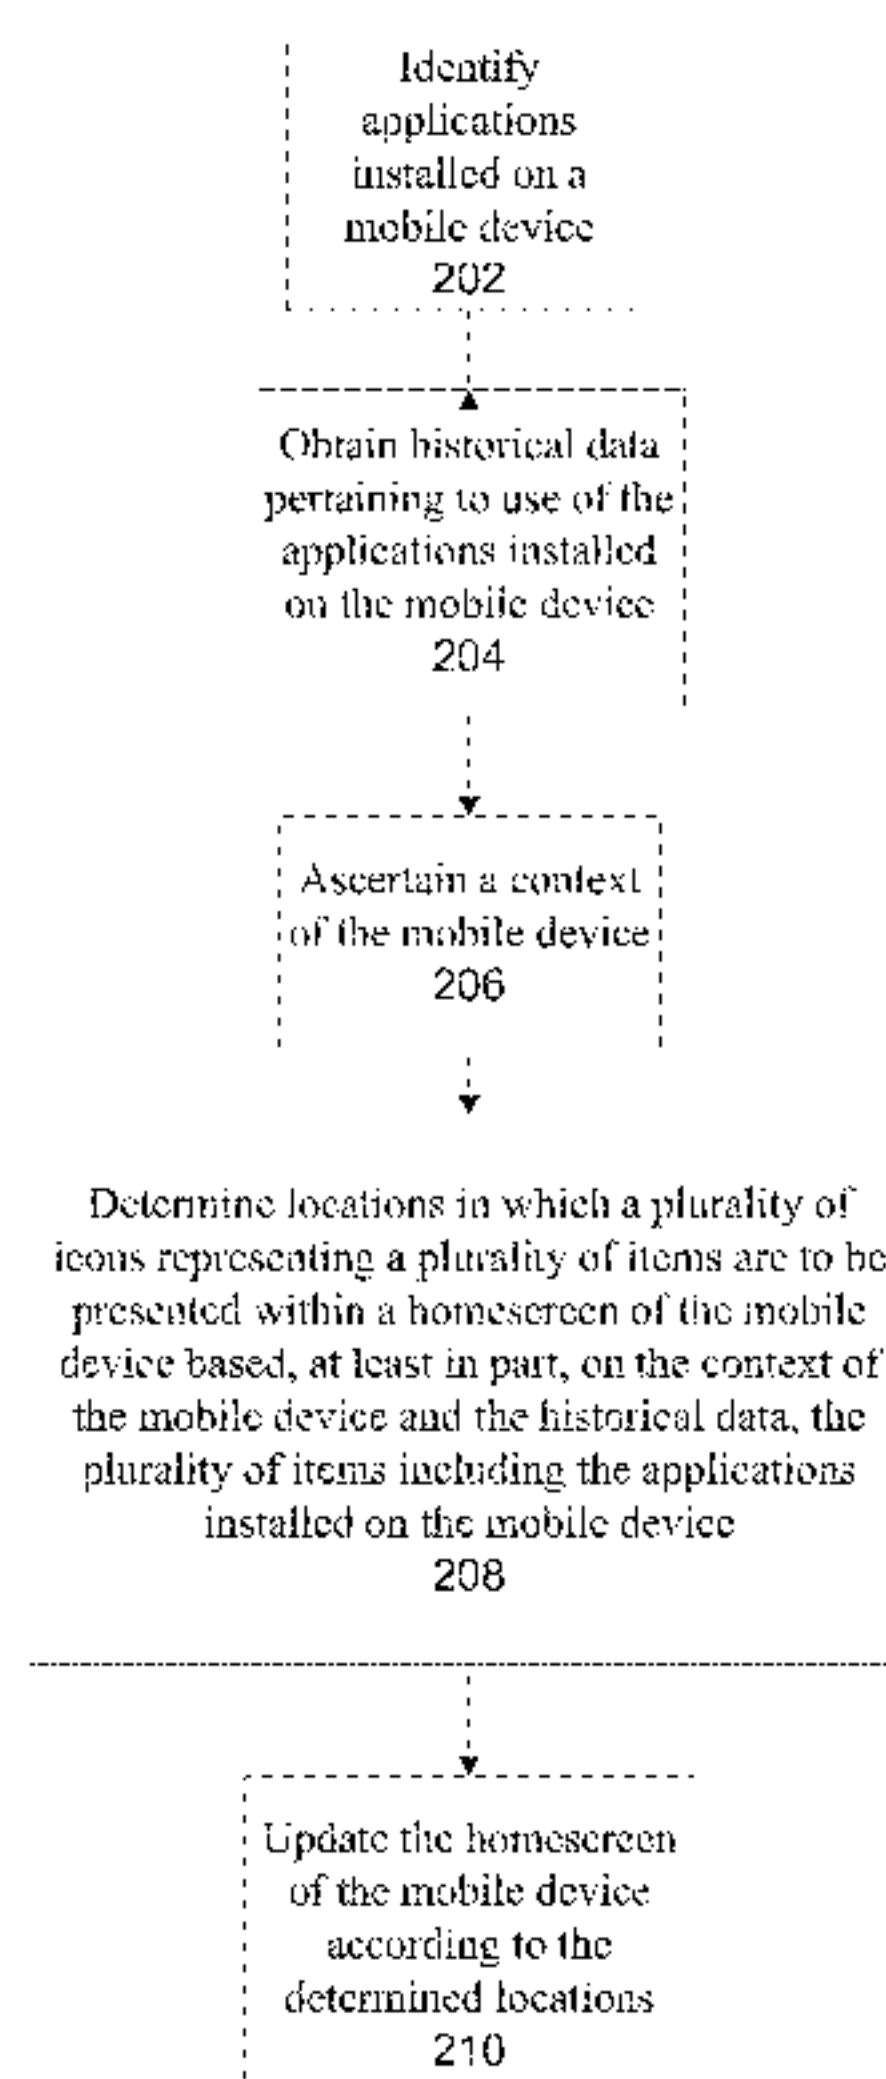 Identify
applications
installed on a
mobile device
202
Obtain historical data
pertaining to use of the
applications installed
on the mobile device
204
Ascertain a context
of the mobile device
206
Determine locations in which a plurality of
icons representing a plurality of items are to be
presented within a homescreen of the mobile
device based, at least in part, on the context of
the mobile device and the historical data, the
plurality of items including the applications
installed on the mobile device
208
Update the homescreen
of the mobile device
according to the
determined locations
210